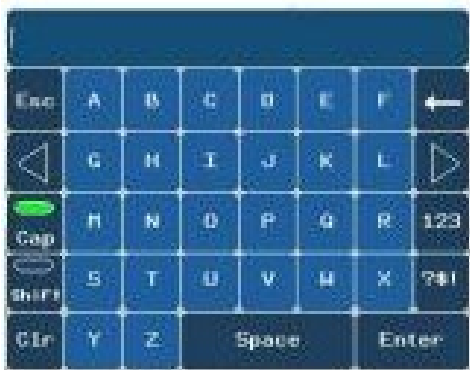 Esc A B C D E F ←
G H I J K L
Cap M N O P Q R 123
Shift S T U V W X ?$!
Clr Y Z Space Enter